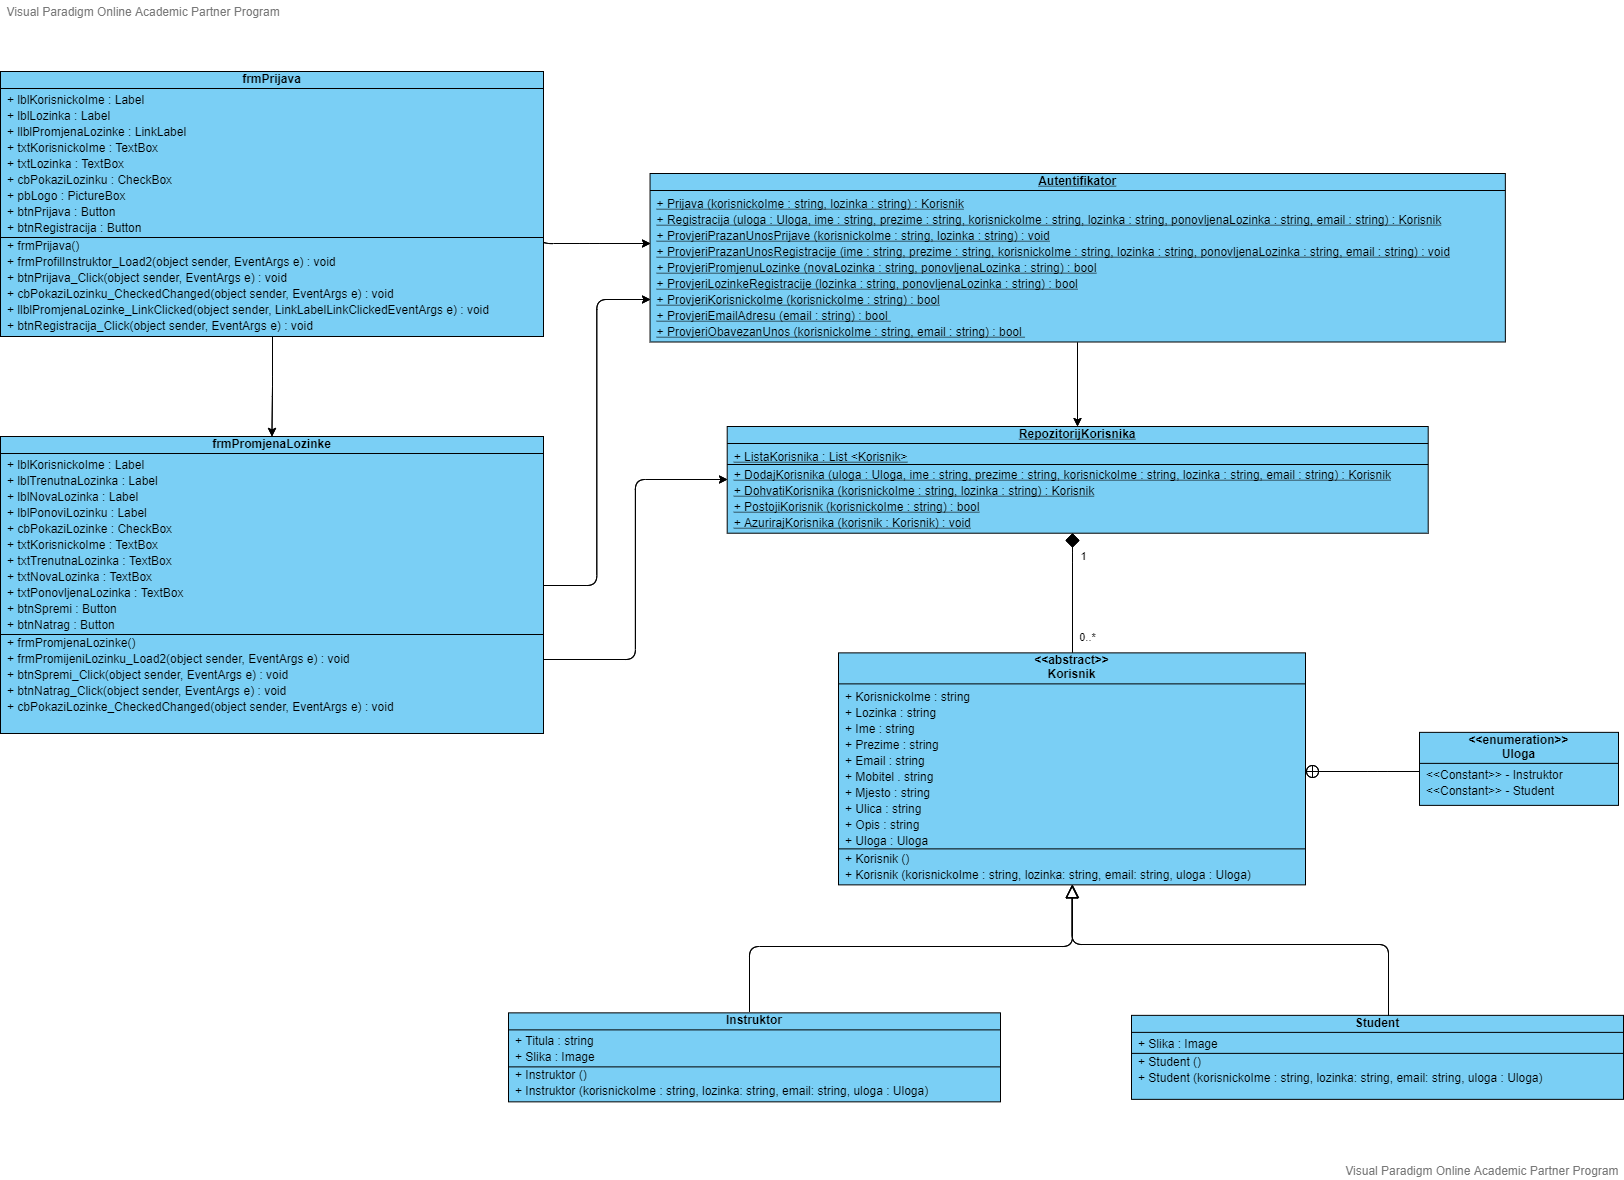 Visual Paradigm Online Academic Partner Program
frmPrijava
+ lblKorisnickoIme : Label
+ lblLozinka : Label
+ llblPromjenaLozinke : LinkLabel
+ txtKorisnickoIme : TextBox
+ txtLozinka : TextBox
+ cbPokaziLozinku : CheckBox
+ pbLogo : PictureBox
+ btnPrijava : Button
+ btnRegistracija : Button
+ frmPrijava()
+ frmProfilInstruktor_Load2(object sender, EventArgs e) : void
+ btnPrijava_Click(object sender, EventArgs e) : void
+ cbPokaziLozinku_CheckedChanged(object sender, EventArgs e) : void
+ llblPromjenaLozinke_LinkClicked(object sender, LinkLabelLinkClickedEventArgs e) : void
+ btnRegistracija_Click(object sender, EventArgs e) : void
Autentifikator
+ Prijava (korisnickoIme : string, lozinka : string) : Korisnik
+ Registracija (uloga : Uloga, ime : string, prezime : string, korisnickoIme : string, lozinka : string, ponovljenaLozinka : string, email : string) : Korisnik
+ ProvjeriPrazanUnosPrijave (korisnickoIme : string, lozinka : string) : void
+ ProvjeriPrazanUnosRegistracije (ime : string, prezime : string, korisnickoIme : string, lozinka : string, ponovljenaLozinka : string, email : string) : void
+ ProvjeriPromjenuLozinke (novaLozinka : string, ponovljenaLozinka : string) : bool
+ ProvjeriLozinkeRegistracije (lozinka : string, ponovljenaLozinka : string) : bool
+ ProvjeriKorisnickoIme (korisnickoIme : string) : bool
+ ProvjeriEmailAdresu (email : string) : bool
+ ProvjeriObavezanUnos (korisnickoIme : string, email : string) : bool
frmPromjenaLozinke
+ lblKorisnickoIme : Label
+ lblTrenutnaLozinka : Label
+ lblNovaLozinka : Label
+ lblPonoviLozinku : Label
+ cbPokaziLozinke : CheckBox
+ txtKorisnickoIme : TextBox
+ txtTrenutnaLozinka : TextBox
+ txtNovaLozinka : TextBox
+ txtPonovljenaLozinka : TextBox
+ btnSpremi : Button
+ btnNatrag : Button
+ frmPromjenaLozinke()
+ frmPromijeniLozinku_Load2(object sender, EventArgs e) : void
+ btnSpremi_Click(object sender, EventArgs e) : void
+ btnNatrag_Click(object sender, EventArgs e) : void
+ cbPokaziLozinke_CheckedChanged(object sender, EventArgs e) : void
RepozitorijKorisnika
+ ListaKorisnika : List <Korisnik>
+ DodajKorisnika (uloga : Uloga, ime : string, prezime : string, korisnickoIme : string, lozinka : string, email : string) : Korisnik
+ DohvatiKorisnika (korisnickoIme : string, lozinka : string) : Korisnik
+ PostojiKorisnik (korisnickoIme : string) : bool
+ AzurirajKorisnika (korisnik : Korisnik) : void
1
0..*
<<abstract>>
Korisnik
+ KorisnickoIme : string
+ Lozinka : string
+ Ime : string
+ Prezime : string
+ Email : string
+ Mobitel . string
+ Mjesto : string
+ Ulica : string
+ Opis : string
+ Uloga : Uloga
+ Korisnik ()
+ Korisnik (korisnickoIme : string, lozinka: string, email: string, uloga : Uloga)
<<enumeration>>
Uloga
<<Constant>> - Instruktor
<<Constant>> - Student
Instruktor
+ Titula : string
+ Slika : Image
+ Instruktor ()
+ Instruktor (korisnickoIme : string, lozinka: string, email: string, uloga : Uloga)
Student
+ Slika : Image
+ Student ()
+ Student (korisnickoIme : string, lozinka: string, email: string, uloga : Uloga)
Visual Paradigm Online Academic Partner Program